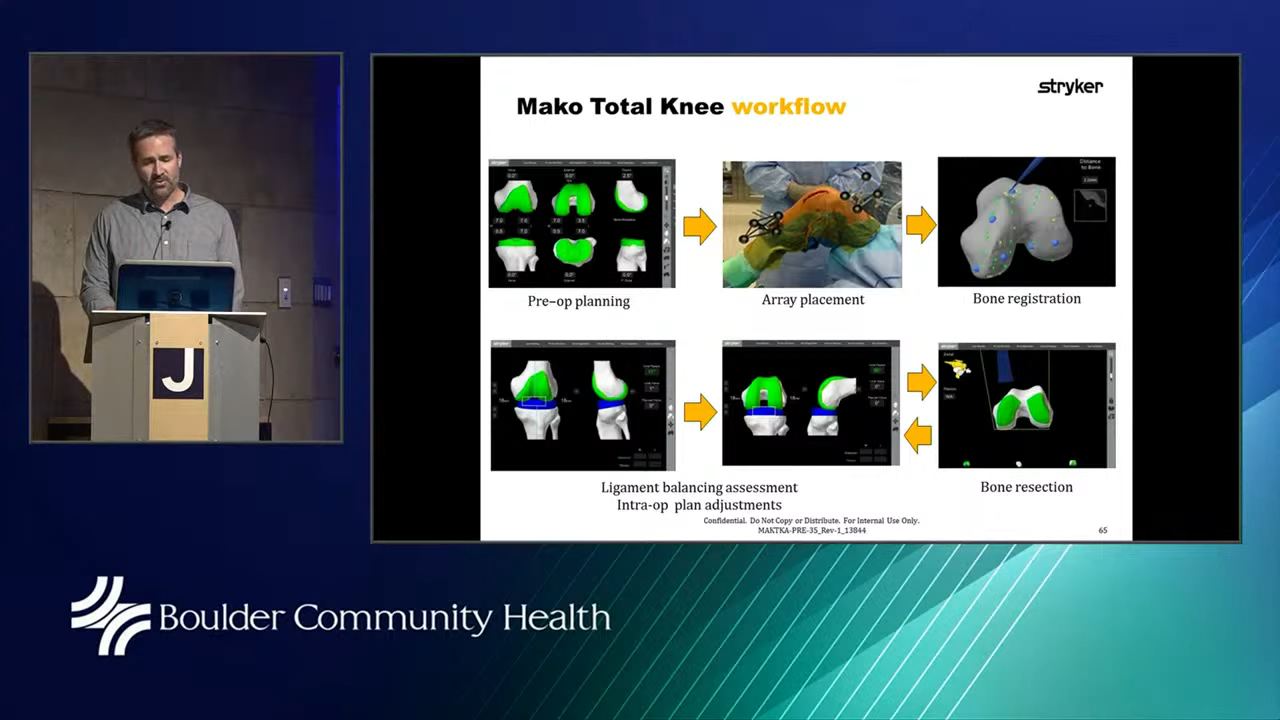 stryker
Mako Total Knee workflow
Pre-op planning
Array placement
Distance
to Bone
Bone registration
Ligament balancing assessment
Intra-op plan adjustments
Bone resection
Confidential. Do Not Copy or Distribute. For Internal Use Only.
MAKTKA-PRE-35_Rev-1_13844
65
J
Boulder Community Health